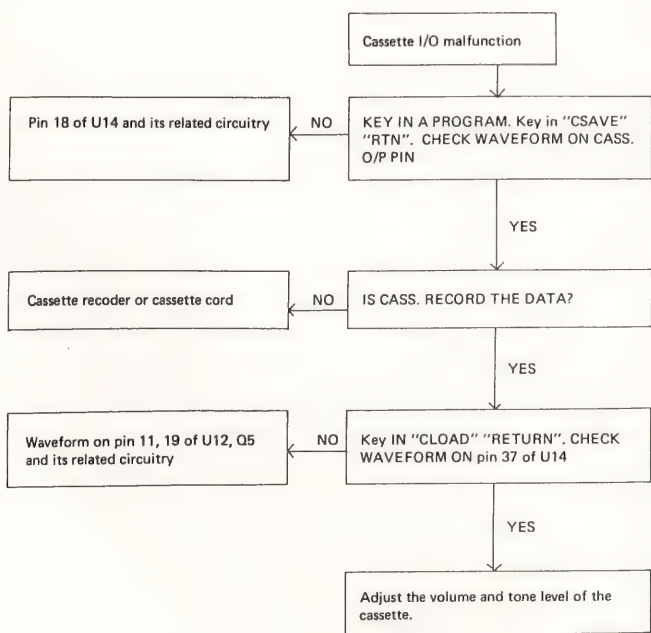 Cassette I/O malfunction
Pin 18 of U14 and its related circuitry
NO
KEY IN A PROGRAM. Key in "CSAVE"
"RTN". CHECK WAVEFORM ON CASS.
O/P PIN
YES
Cassette recoder or cassette cord
NO
IS CASS. RECORD THE DATA?
YES
Waveform on pin 11, 19 of U12, Q5
and its related circuitry
NO
Key IN "CLOAD" "RETURN". CHECK
WAVEFORM ON pin 37 of U14
YES
Adjust the volume and tone level of the
cassette.